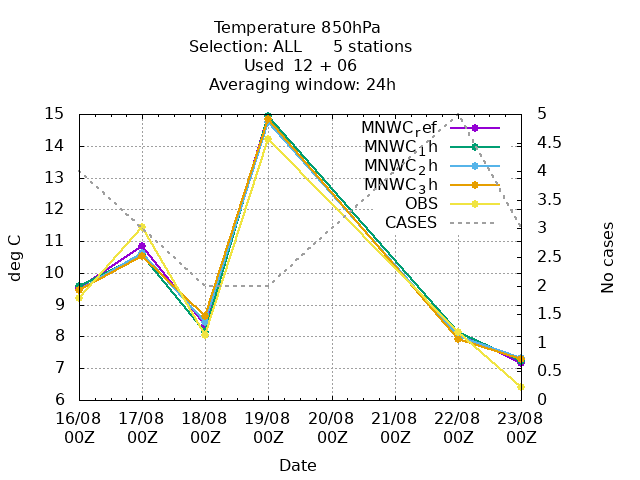 Temperature 850hPa
Selection: ALL 5 stations
Used 12 + 06
Averaging window: 24h
15
14
13
12
11
10
9
8
7
6
deg C
5
4.5
4
3.5
3
2.5
2
1.5
1
0.5
0
No cases
MNWC_ref
MNWC_1h
MNWC_2h
MNWC_3h
OBS
CASES
16/08 17/08 18/08 19/08 20/08 21/08 22/08 23/08
00Z 00Z 00Z 00Z 00Z 00Z 00Z 00Z
Date